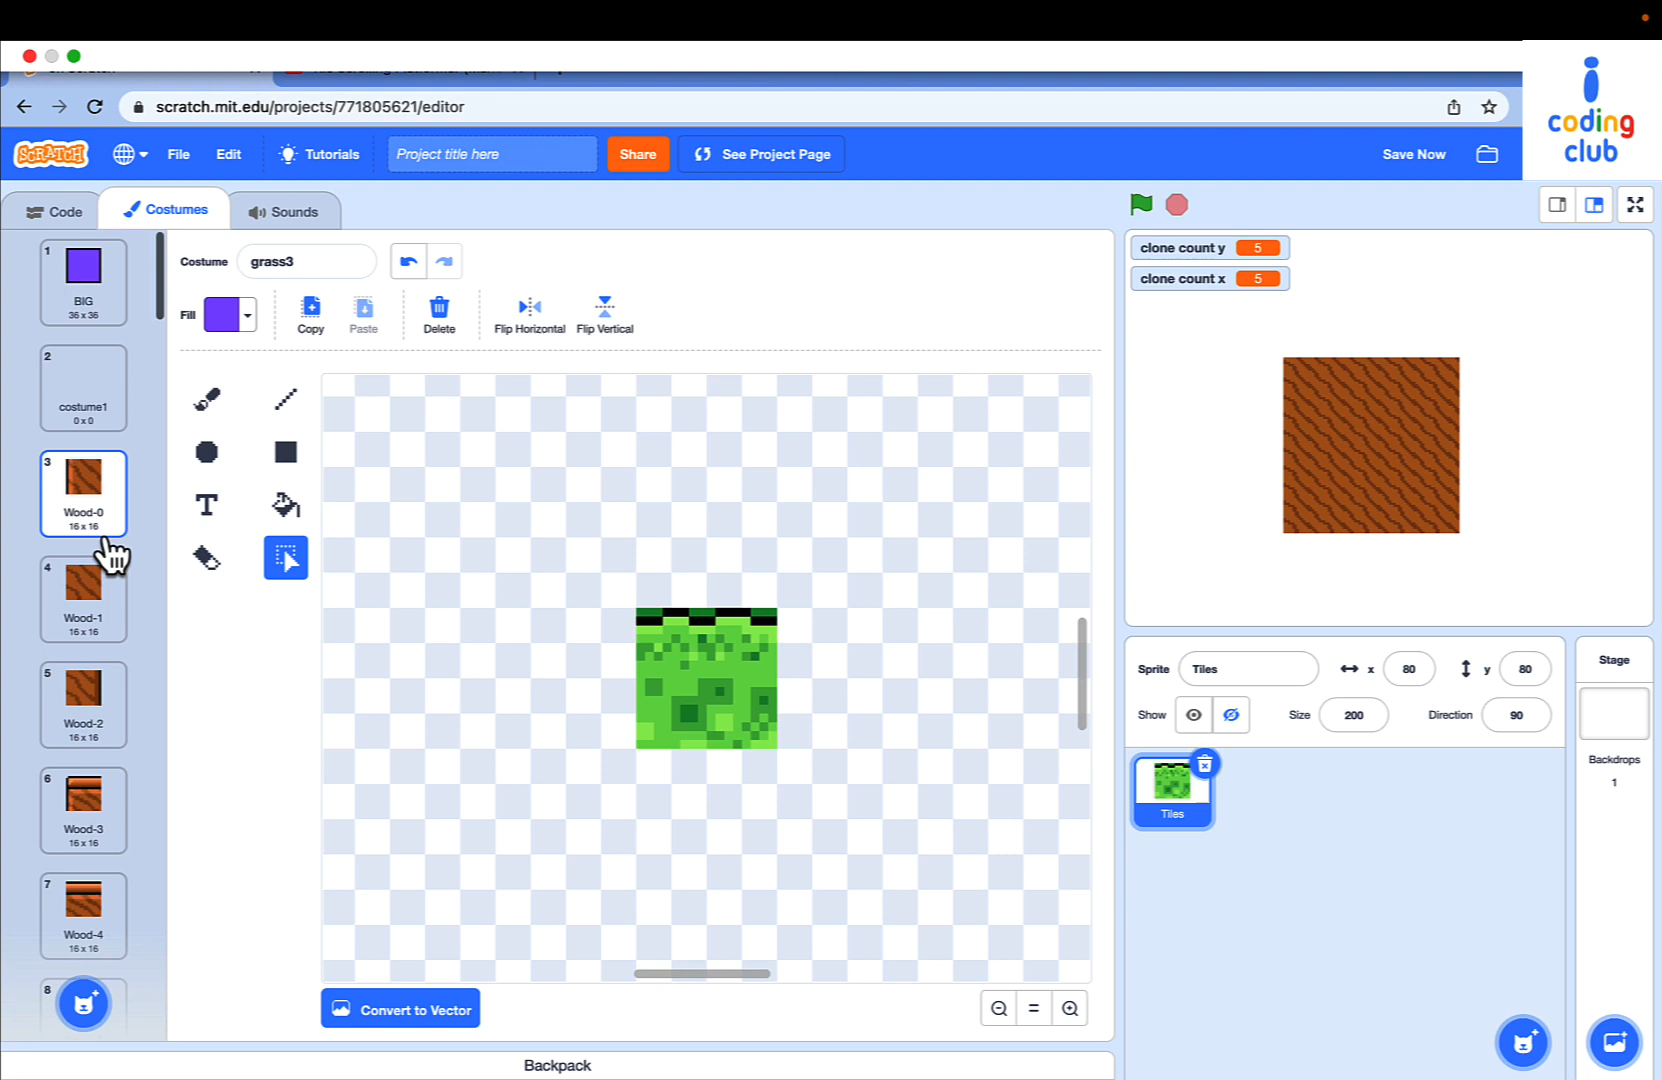 scratch.mit.edu/projects/771805621/editor
coding
club
SCRATCH
File
Edit
Tutorials
Project title here
Share
See Project Page
Save Now
Code
Costumes
Sounds
1
BIG
36 x 36
2
costume1
0 x 0
3
Wood-0
16 x 16
4
Wood-1
16 x 16
5
Wood-2
16 x 16
6
Wood-3
16 x 16
7
Wood-4
16 x 16
8
Costume
grass3
Fill
Copy
Paste
Delete
Flip Horizontal
Flip Vertical
T
Convert to Vector
Backpack
clone count y 5
clone count x 5
Sprite
Tiles
x
80
y
80
Show
Size
200
Direction
90
Tiles
Stage
Backdrops
1